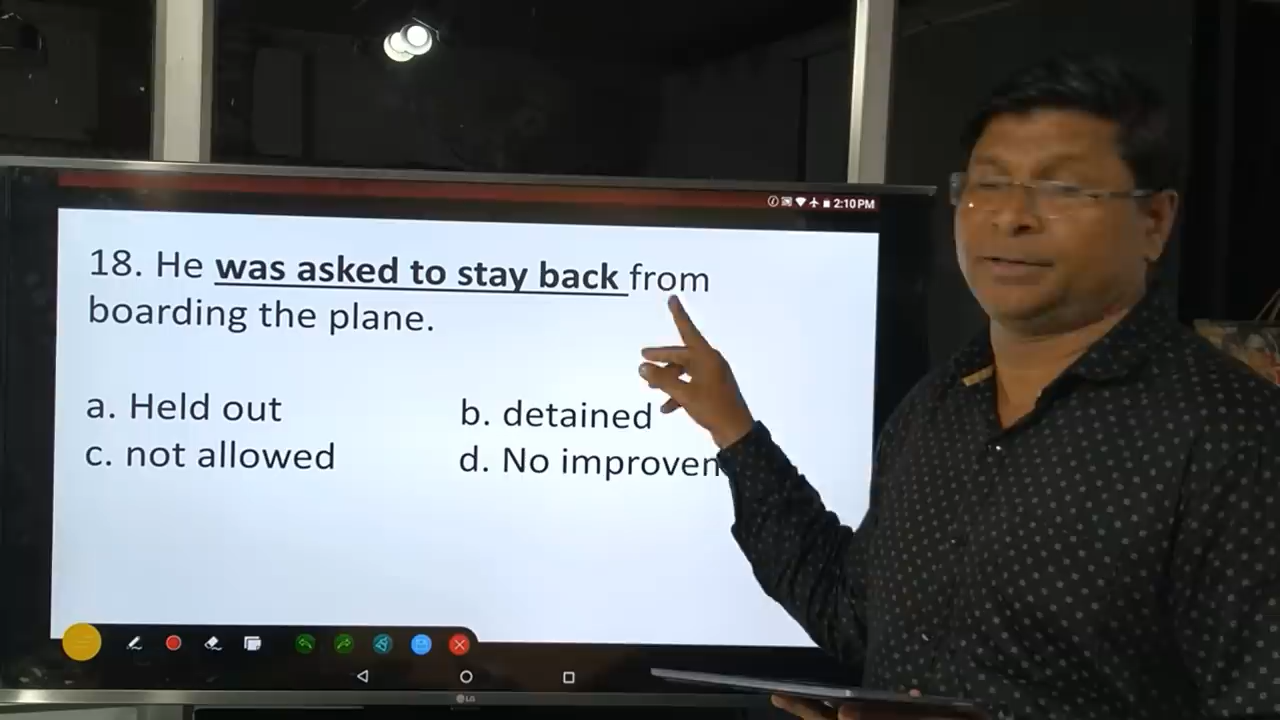 2:10 PM
18. He was asked to stay back from
boarding the plane.
a. Held out b. detained
c. not allowed d. No improven
LG